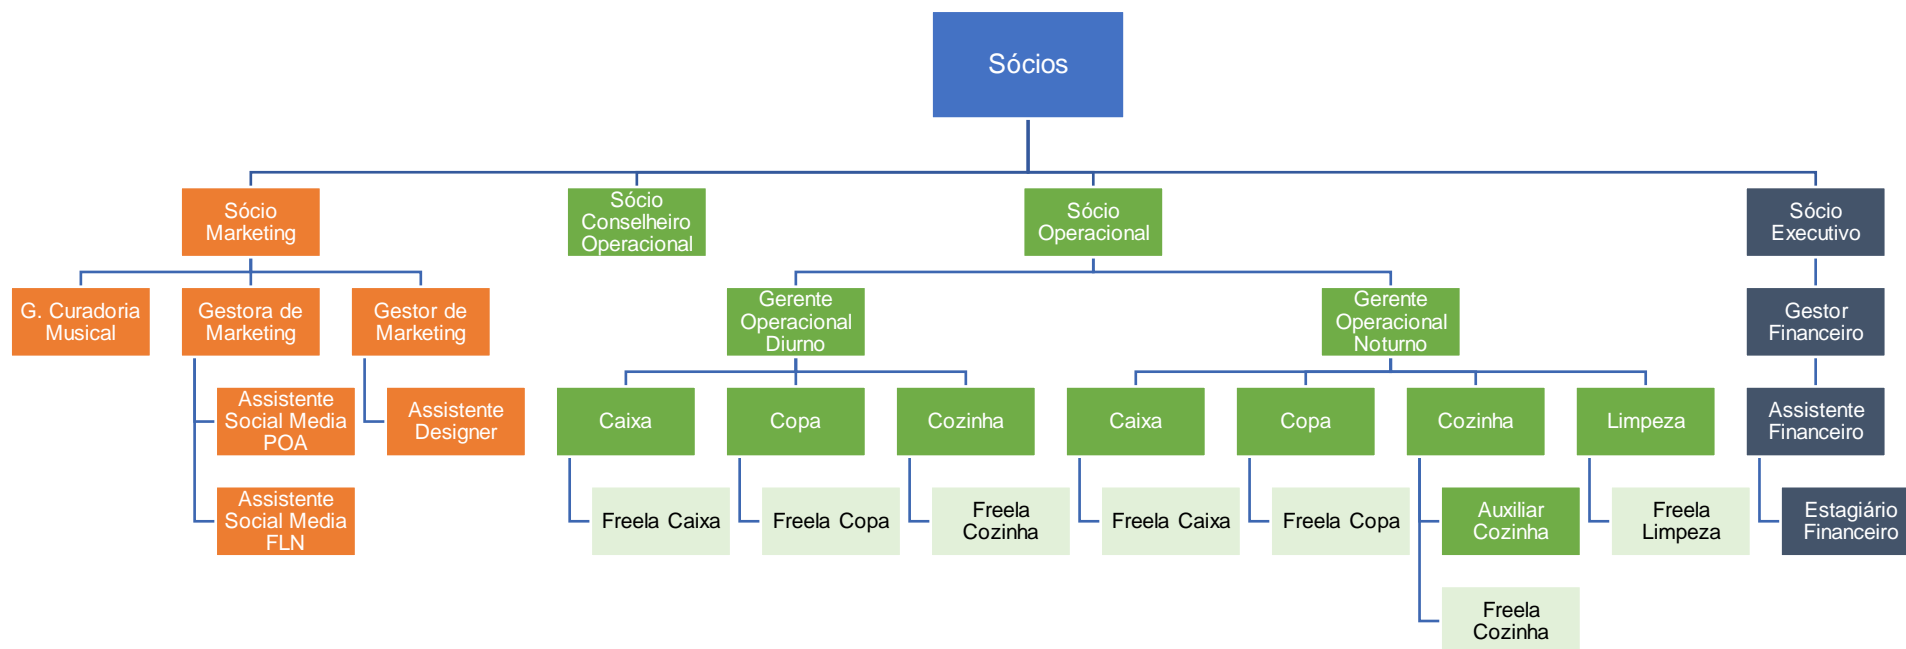 Sócios
Sócio
Marketing
Sócio
Conselheiro
Operacional
Sócio
Operacional
Sócio
Executivo
G. Curadoria
Musical
Gestora de
Marketing
Gestor de
Marketing
Gerente
Operacional
Diurno
Gerente
Operacional
Noturno
Gestor
Financeiro
Assistente
Social Media
POA
Assistente
Designer
Caixa
Copa
Cozinha
Caixa
Copa
Cozinha
Limpeza
Assistente
Financeiro
Assistente
Social Media
FLN
Freela Caixa
Freela Copa
Freela
Cozinha
Freela Caixa
Freela Copa
Auxiliar
Cozinha
Freela
Limpeza
Estagiário
Financeiro
Freela
Cozinha